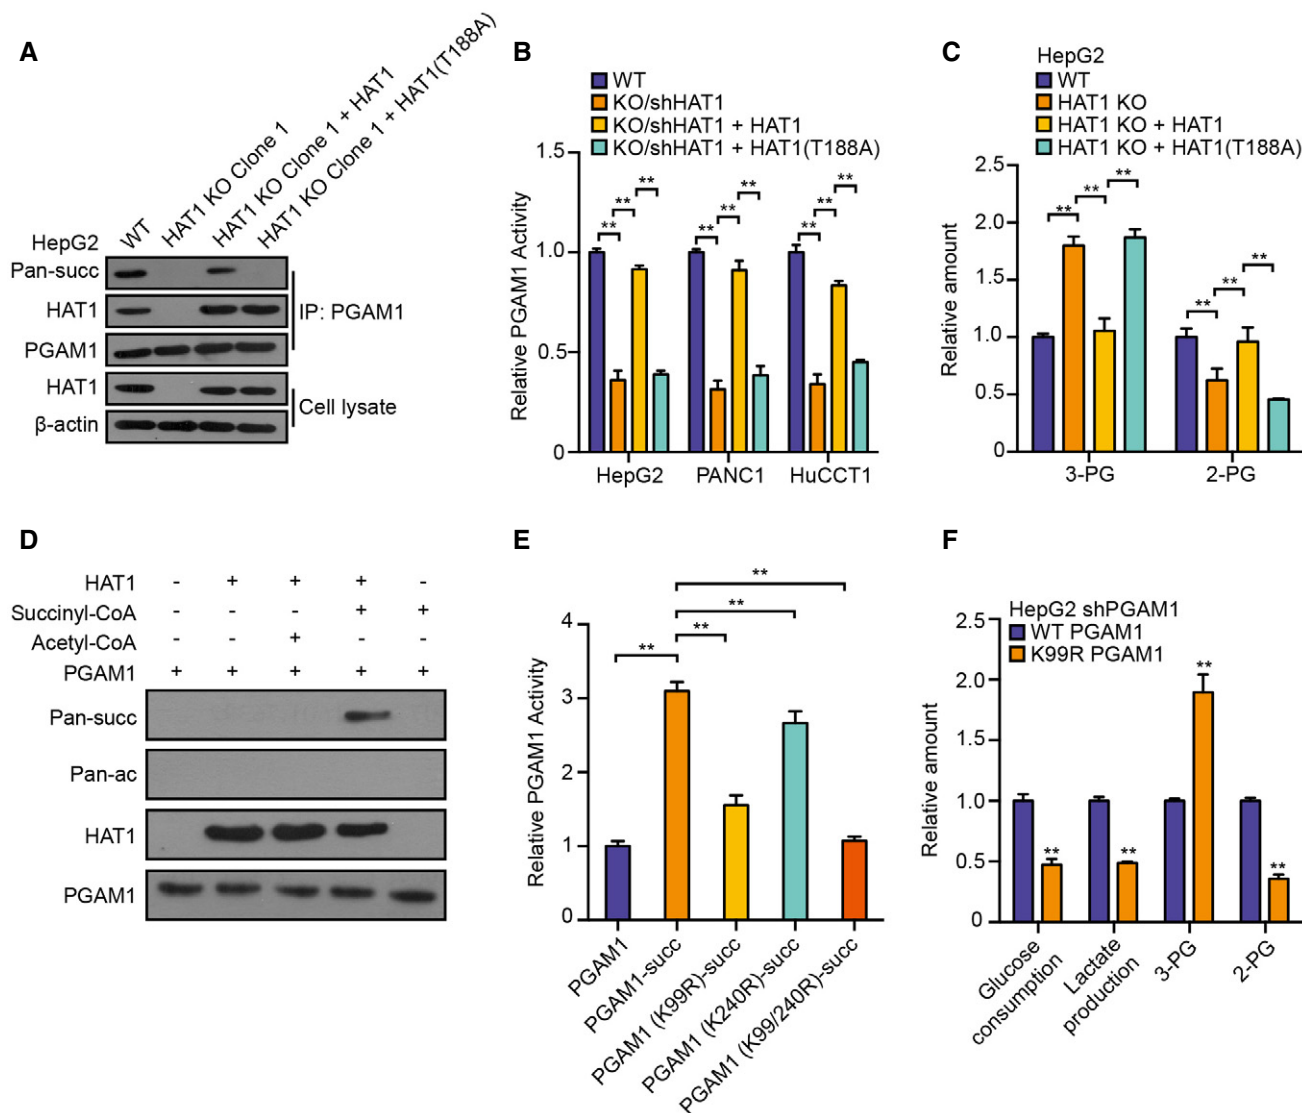 A
HepG2
WT
HAT1 KO Clone 1
HAT1 KO Clone 1 + HAT1
HAT1 KO Clone 1 + HAT1(T188A)
Pan-succ
HAT1
PGAM1
IP: PGAM1
HAT1
β-actin
Cell lysate
B
WT
KO/shHAT1
KO/shHAT1 + HAT1
KO/shHAT1 + HAT1(T188A)
Relative PGAM1 Activity
1.5
1.0
0.5
0
** ** **
** ** **
** ** **
HepG2 PANC1 HuCCT1
C
HepG2
WT
HAT1 KO
HAT1 KO + HAT1
HAT1 KO + HAT1(T188A)
Relative amount
2.5
2.0
1.5
1.0
0.5
0
** ** **
** ** **
3-PG 2-PG
D
HAT1 - + + + -
Succinyl-CoA - - - + +
Acetyl-CoA - - + - -
PGAM1 + + + + +
Pan-succ
Pan-ac
HAT1
PGAM1
E
Relative PGAM1 Activity
4
3
2
1
0
**
**
**
**
PGAM1
PGAM1-succ
PGAM1 (K99R)-succ
PGAM1 (K240R)-succ
PGAM1 (K99/240R)-succ
F
HepG2 shPGAM1
WT PGAM1
K99R PGAM1
Relative amount
2.5
2.0
1.5
1.0
0.5
0
** ** ** **
Glucose
consumption
Lactate
production
3-PG
2-PG